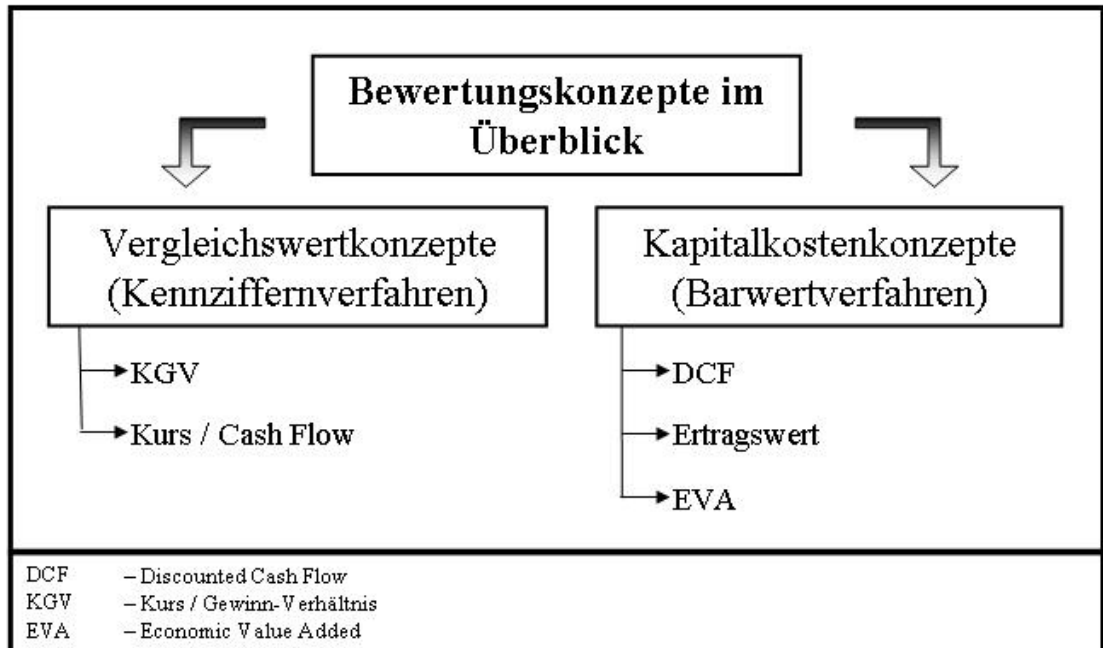 Bewertungskonzepte im
Überblick
Vergleichswertkonzepte
(Kennziffernverfahren)
KGV
Kurs / Cash Flow
Kapitalkostenkonzepte
(Barwertverfahren)
DCF
Ertragswert
EVA
DCF – Discounted Cash Flow
KGV – Kurs / Gewinn-Verhältnis
EVA – Economic Value Added